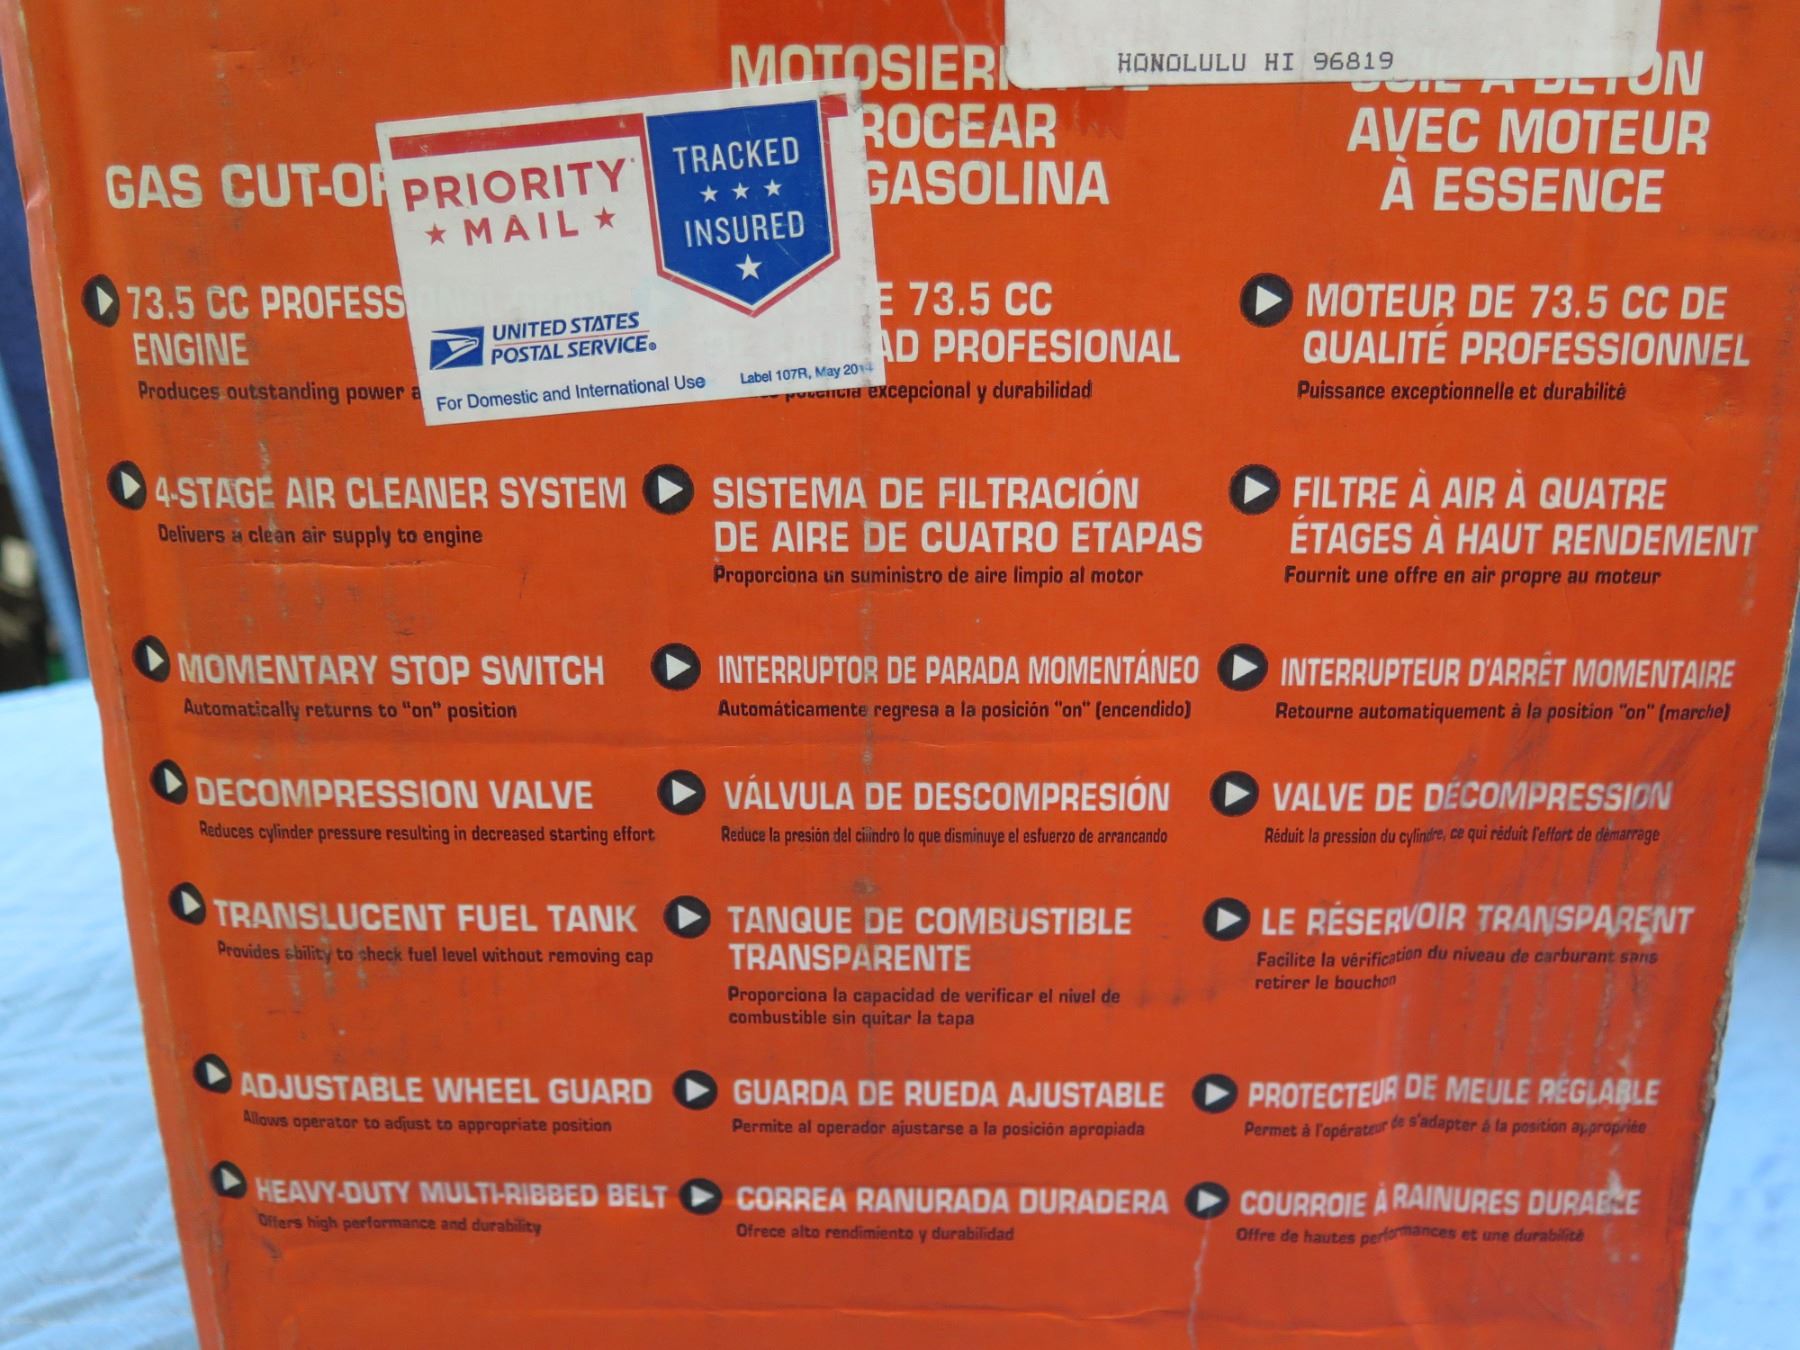 HONOLULU HI 96819
GAS CUT-OF
PRIORITY
MAIL
TRACKED
INSURED
UNITED STATES
POSTAL SERVICE®
For Domestic and International Use Label 107R, May 2014
73.5 CC PROFESS
ENGINE
Produces outstanding power
4-STAGE AIR CLEANER SYSTEM
Delivers a clean air supply to engine
MOMENTARY STOP SWITCH
Automatically returns to "on" position
DECOMPRESSION VALVE
Reduces cylinder pressure resulting in decreased starting effort
TRANSLUCENT FUEL TANK
Provides ability to check fuel level without removing cap
ADJUSTABLE WHEEL GUARD
Allows operator to adjust to appropriate position
HEAVY-DUTY MULTI-RIBBED BELT
Offers high performance and durability
MOTOSIER
ROCEAR
GASOLINA
E 73.5 CC
AD PROFESIONAL
excepcional y durabilidad
SISTEMA DE FILTRACIÓN
DE AIRE DE CUATRO ETAPAS
Proporciona un suministro de aire limpio al motor
INTERRUPTOR DE PARADA MOMENTÁNEO
Automáticamente regresa a la posición "on" (encendido)
VÁLVULA DE DESCOMPRESIÓN
Reduce la presión del cilindro lo que disminuye el esfuerzo de arrancando
TANQUE DE COMBUSTIBLE
TRANSPARENTE
Proporciona la capacidad de verificar el nivel de
combustible sin quitar la tapa
GUARDA DE RUEDA AJUSTABLE
Permite al operador ajustarse a la posición apropiada
CORREA RANURADA DURADERA
Ofrece alto rendimiento y durabilidad
À BÉTON
AVEC MOTEUR
À ESSENCE
MOTEUR DE 73.5 CC DE
QUALITÉ PROFESSIONNEL
Puissance exceptionnelle et durabilité
FILTRE À AIR À QUATRE
ÉTAGES À HAUT RENDEMENT
Fournit une offre en air propre au moteur
INTERRUPTEUR D'ARRÊT MOMENTAIRE
Retourne automatiquement à la position "on" (marche)
VALVE DE DÉCOMPRESSION
Réduit la pression du cylindre, ce qui réduit l'effort de démarrage
LE RÉSERVOIR TRANSPARENT
Facilite la vérification du niveau de carburant sans
retirer le bouchon
PROTECTEUR DE MEULE RÉGLABLE
Permet à l'opérateur de s'adapter à la position appropriée
COURROIE À RAINURES DURABLE
Offre de hautes performances et une durabilité